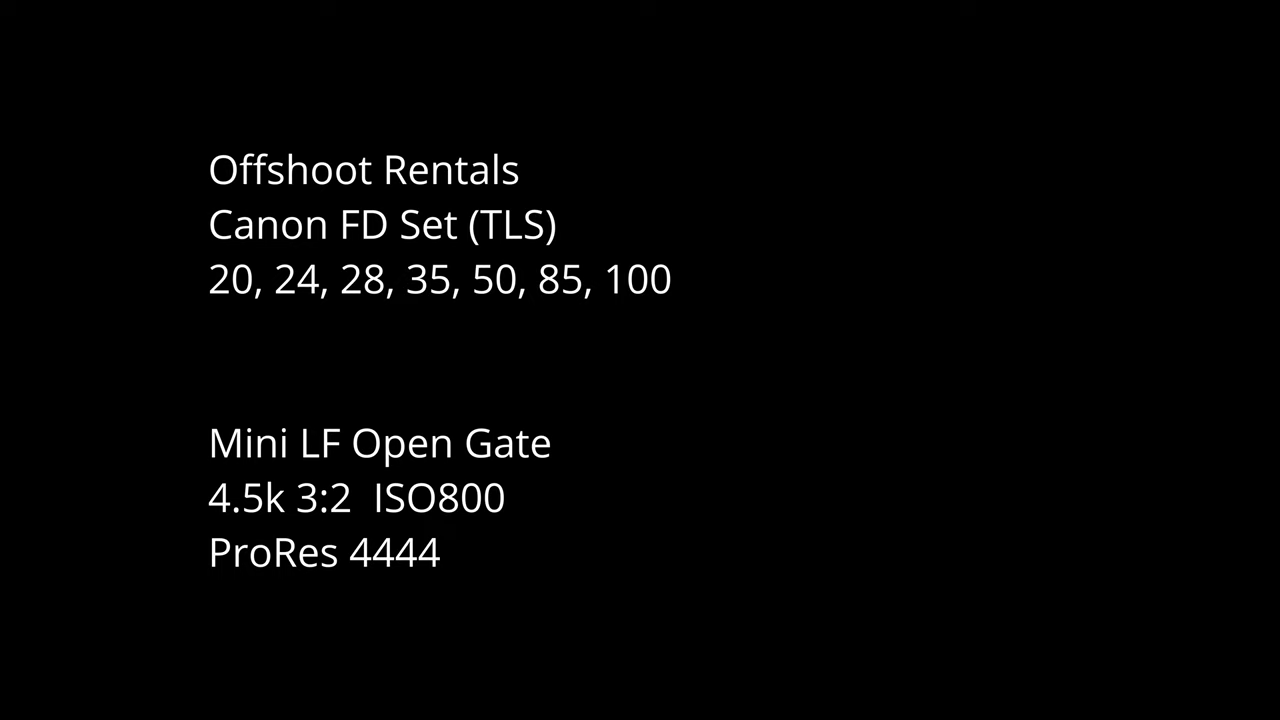 Offshoot Rentals
Canon FD Set (TLS)
20, 24, 28, 35, 50, 85, 100
Mini LF Open Gate
4.5k 3:2  ISO800
ProRes 4444